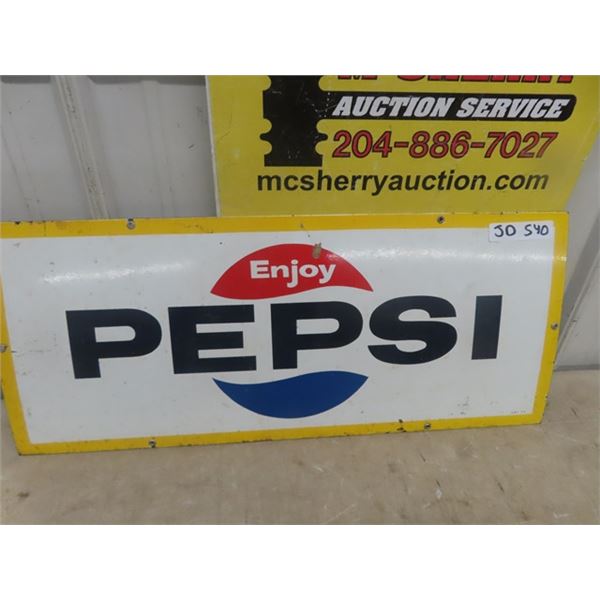 AUCTION SERVICE
204-886-7027
mcsherryauction.com
JD 540
Enjoy
PEPSI